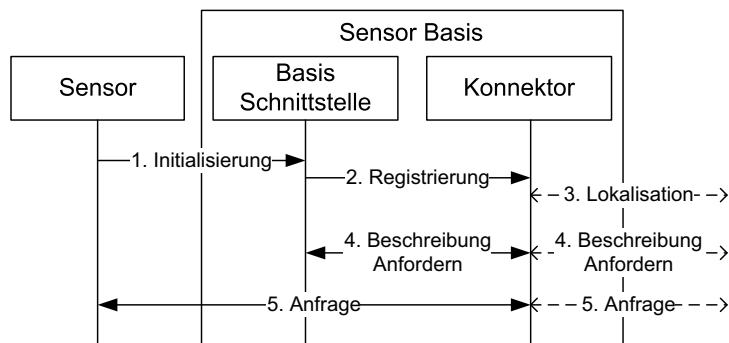 Sensor Basis
Sensor
Basis
Schnittstelle
Konnektor
1. Initialisierung
2. Registrierung
3. Lokalisation
4. Beschreibung
Anfordern
4. Beschreibung
Anfordern
5. Anfrage
5. Anfrage